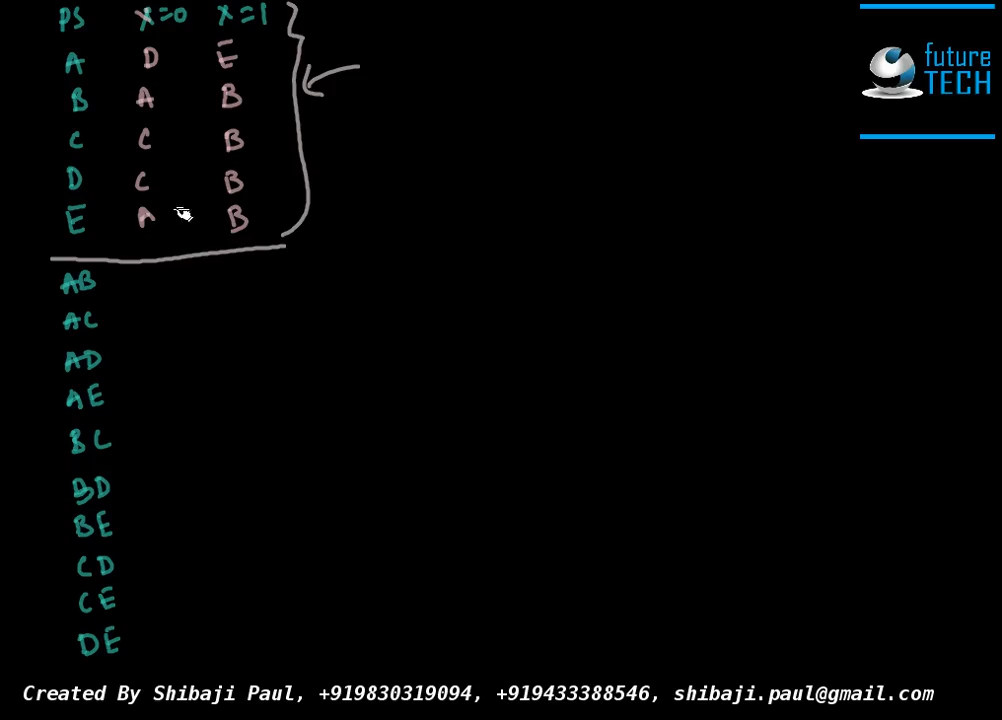 PS X=0 X=1
A D E
B A B
C C B
D C B
E A B
AB
AC
AD
AE
BC
BD
BE
CD
CE
DE
future
TECH
Created By Shibaji Paul, +919830319094, +919433388546, shibaji.paul@gmail.com